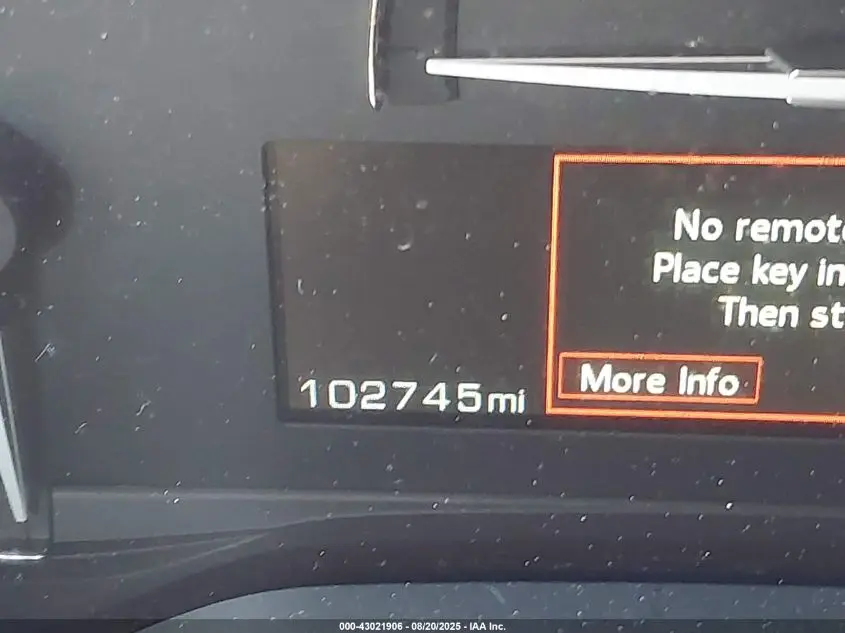 No remote
Place key in
Then st
More Info
102745mi
000-43021906 - 08/20/2025 - IAA Inc.